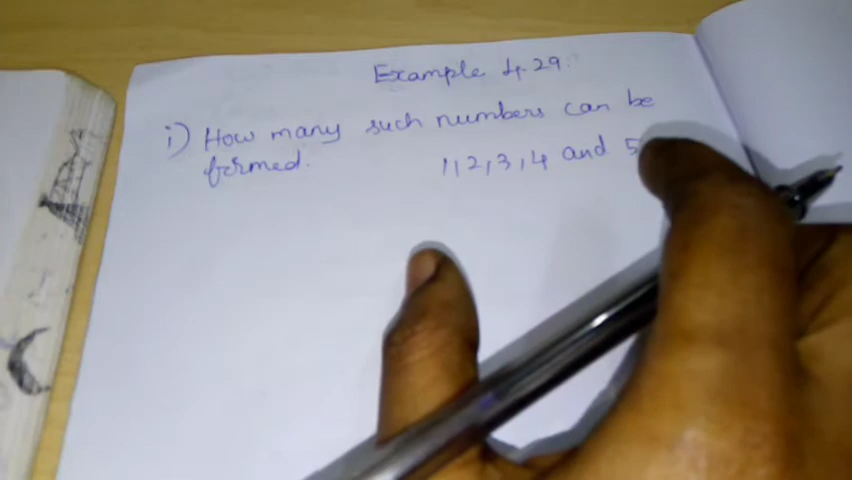 Example 4.29:
i) How many such numbers can be
formed. 1,2,3,4 and 5